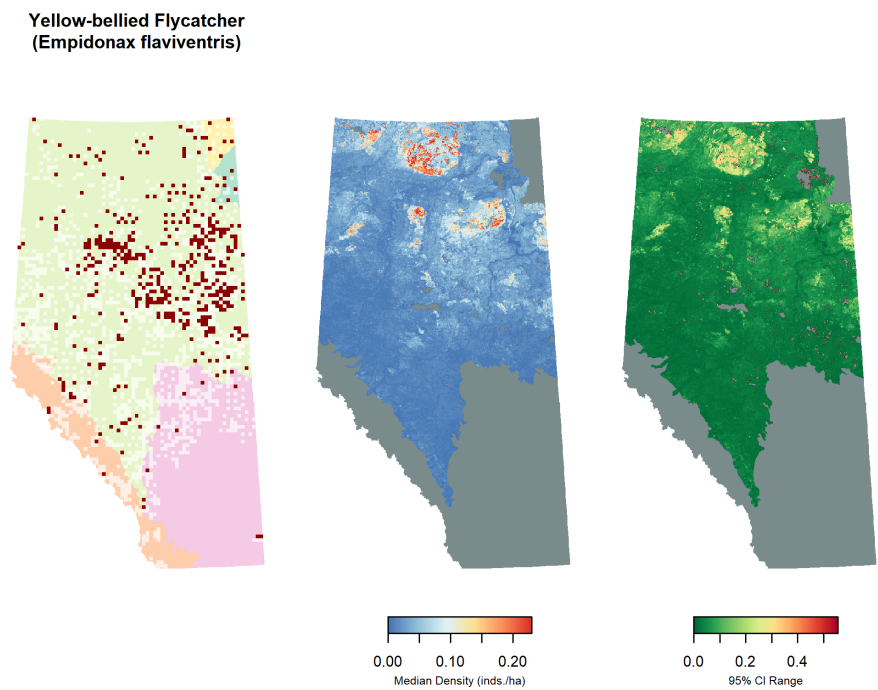 Yellow-bellied Flycatcher
(Empidonax flaviventris)
0.00 0.10 0.20
Median Density (inds./ha)
0.0 0.2 0.4
95% CI Range